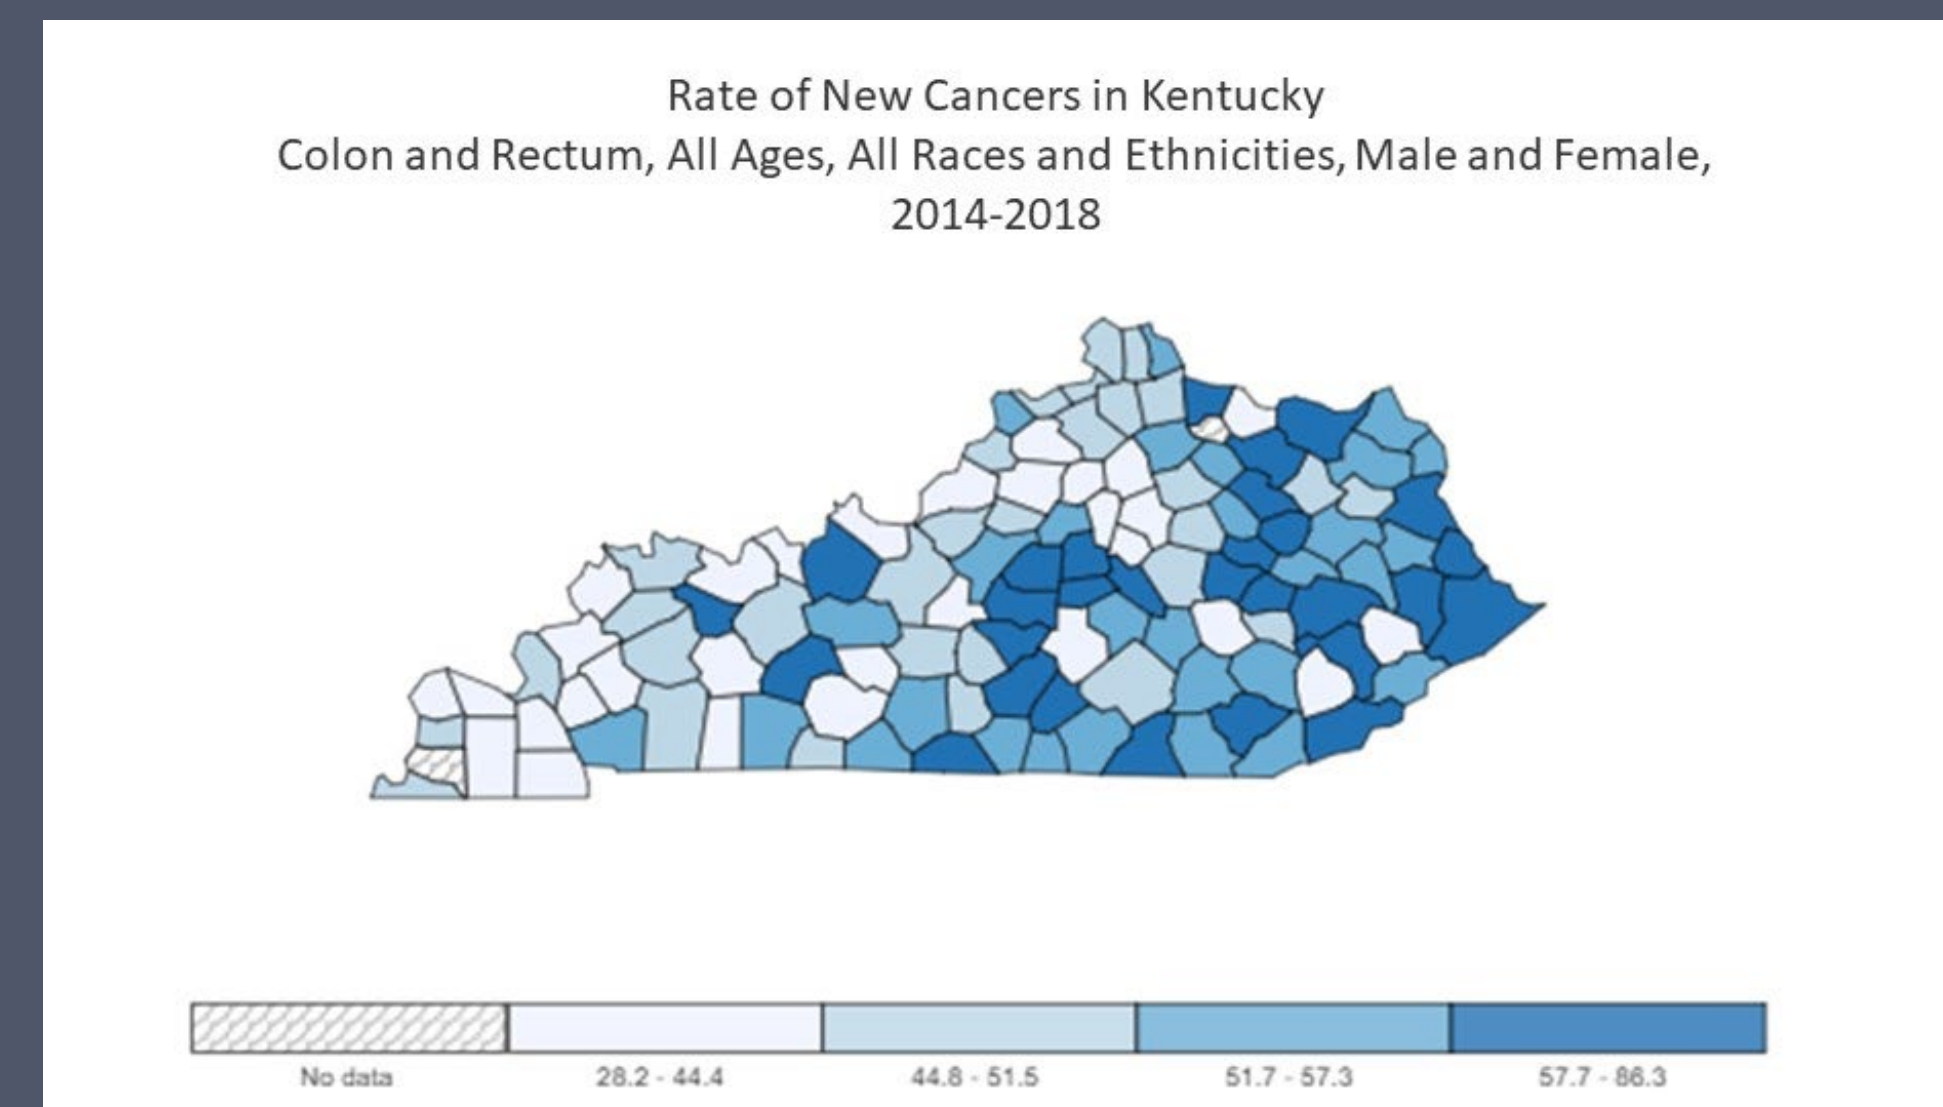 Rate of New Cancers in Kentucky
Colon and Rectum, All Ages, All Races and Ethnicities, Male and Female,
2014-2018
No data
28.2 - 44.4
44.8 - 51.5
51.7 - 57.3
57.7 - 86.3